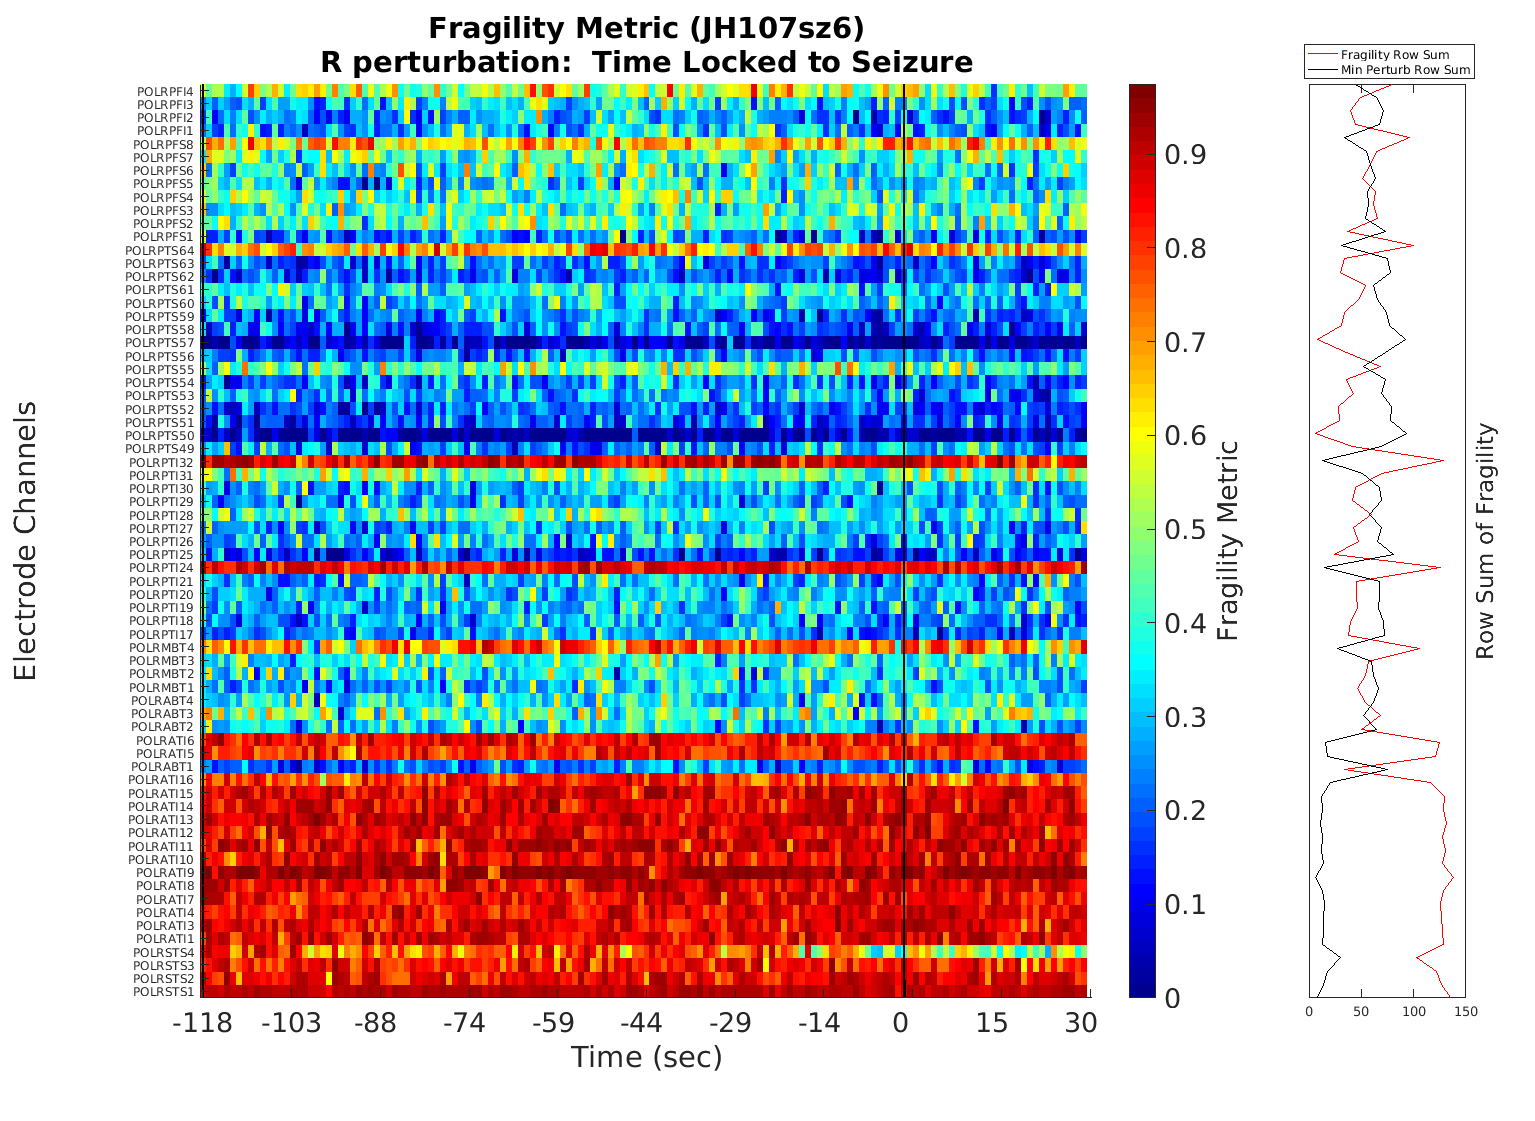 Fragility Metric (JH107sz6)
R perturbation:  Time Locked to Seizure
Fragility Row Sum
Min Perturb Row Sum
Electrode Channels
POLRPFI4
POLRPFI3
POLRPFI2
POLRPFI1
POLRPFS8
POLRPFS7
POLRPFS6
POLRPFS5
POLRPFS4
POLRPFS3
POLRPFS2
POLRPFS1
POLRPTS64
POLRPTS63
POLRPTS62
POLRPTS61
POLRPTS60
POLRPTS59
POLRPTS58
POLRPTS57
POLRPTS56
POLRPTS55
POLRPTS54
POLRPTS53
POLRPTS52
POLRPTS51
POLRPTS50
POLRPTS49
POLRPTI32
POLRPTI31
POLRPTI30
POLRPTI29
POLRPTI28
POLRPTI27
POLRPTI26
POLRPTI25
POLRPTI24
POLRPTI21
POLRPTI20
POLRPTI19
POLRPTI18
POLRPTI17
POLRMBT4
POLRMBT3
POLRMBT2
POLRMBT1
POLRABT4
POLRABT3
POLRABT2
POLRATI6
POLRATI5
POLRABT1
POLRATI16
POLRATI15
POLRATI14
POLRATI13
POLRATI12
POLRATI11
POLRATI10
POLRATI9
POLRATI8
POLRATI7
POLRATI4
POLRATI3
POLRATI1
POLRSTS4
POLRSTS3
POLRSTS2
POLRSTS1
-118 -103 -88 -74 -59 -44 -29 -14 0 15 30
Time (sec)
0.9
0.8
0.7
0.6
0.5
0.4
0.3
0.2
0.1
0
Fragility Metric
0 50 100 150
Row Sum of Fragility